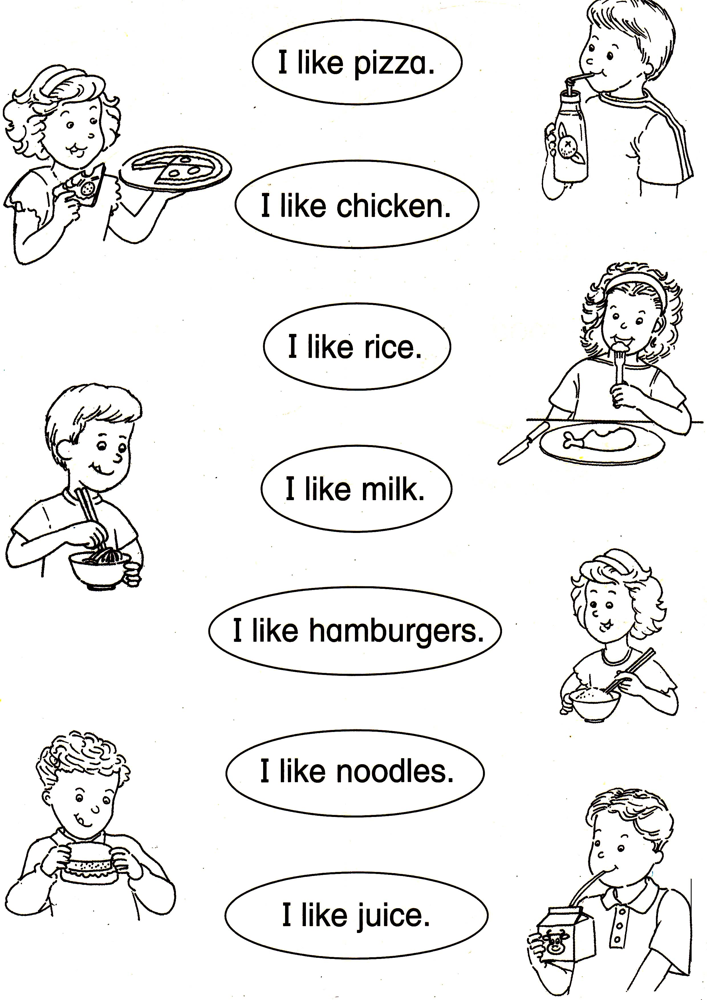 I like pizza.
I like chicken.
I like rice.
I like milk.
I like hamburgers.
I like noodles.
I like juice.